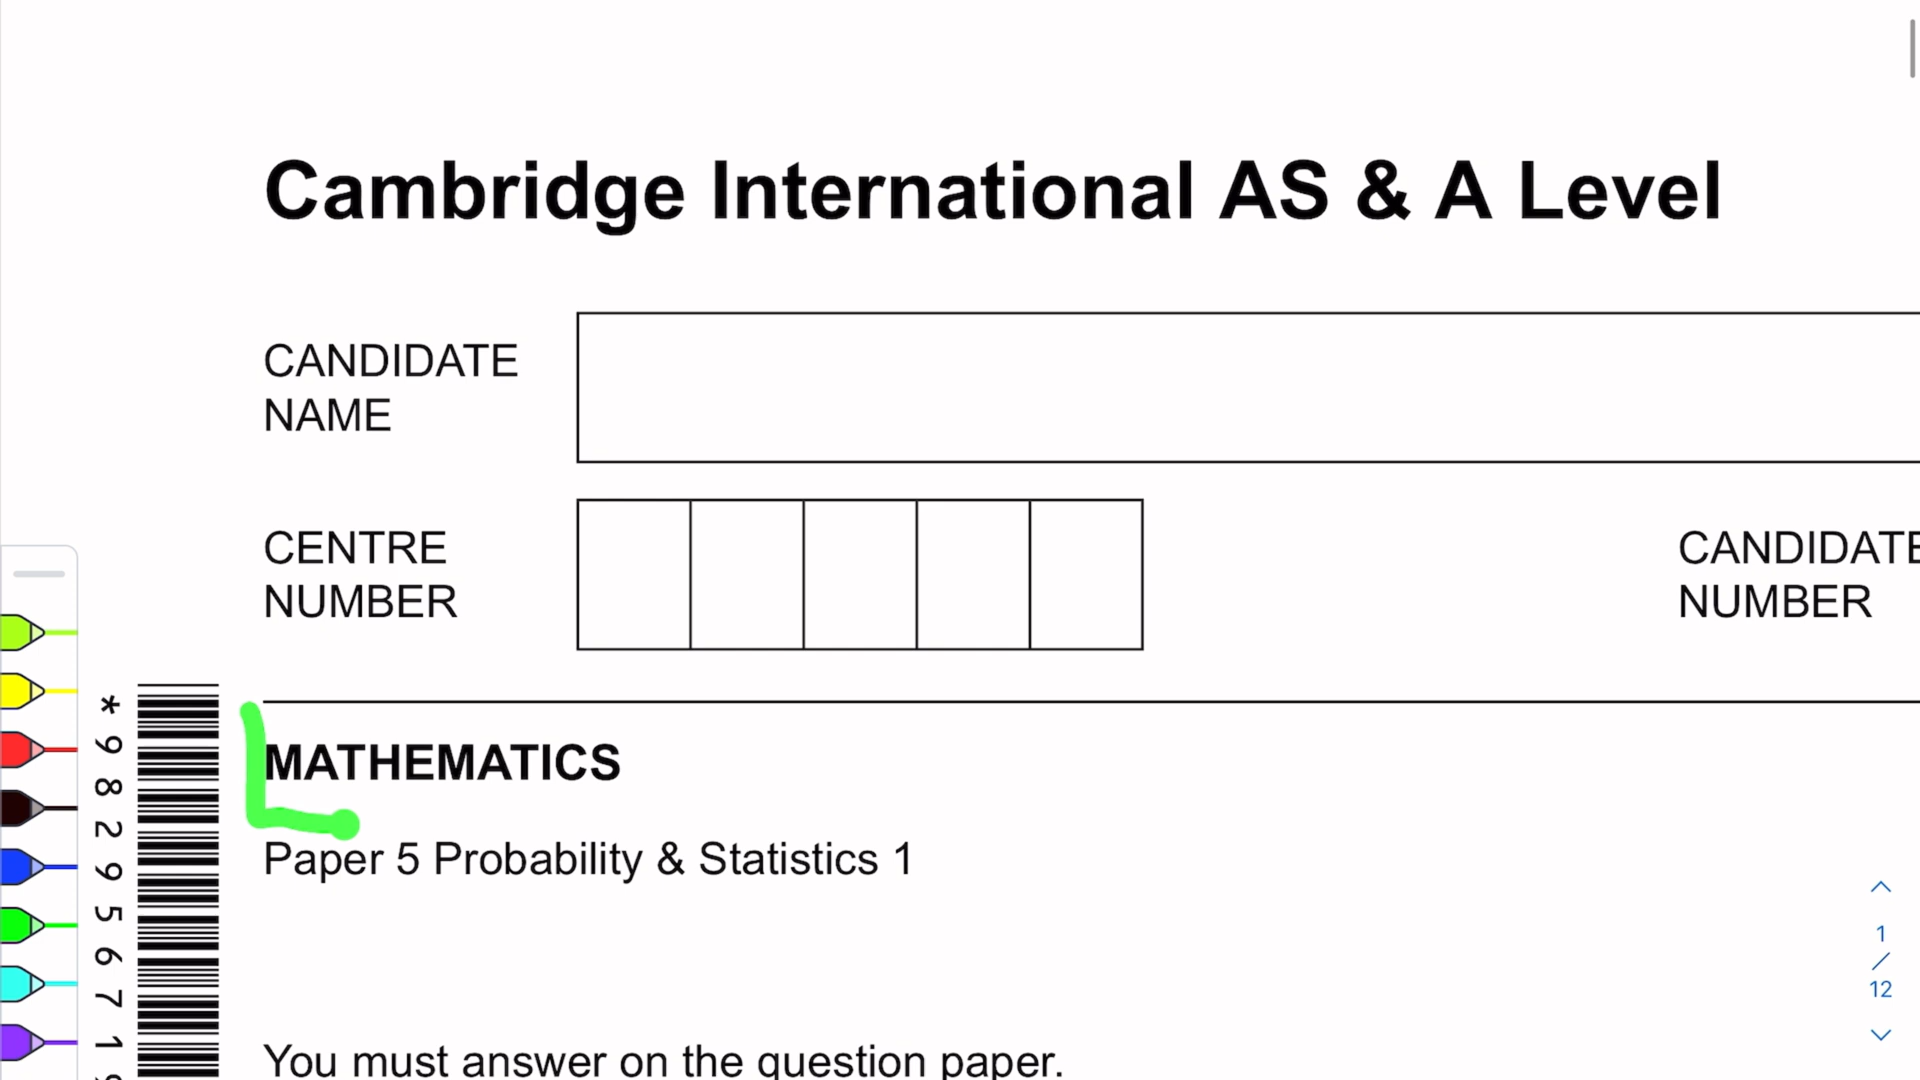 Cambridge International AS & A Level
CANDIDATE
NAME
CENTRE
NUMBER
CANDIDATE
NUMBER
*98295671
MATHEMATICS
Paper 5 Probability & Statistics 1
You must answer on the question paper.
1
/
12